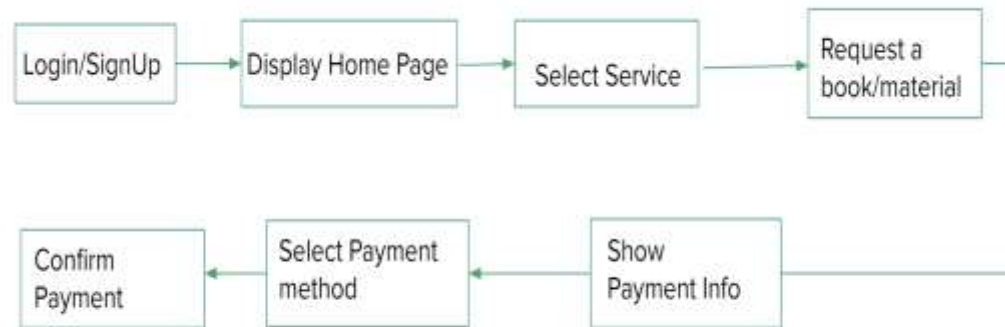 Login/SignUp
Display Home Page
Select Service
Request a
book/material
Show
Payment Info
Select Payment
method
Confirm
Payment